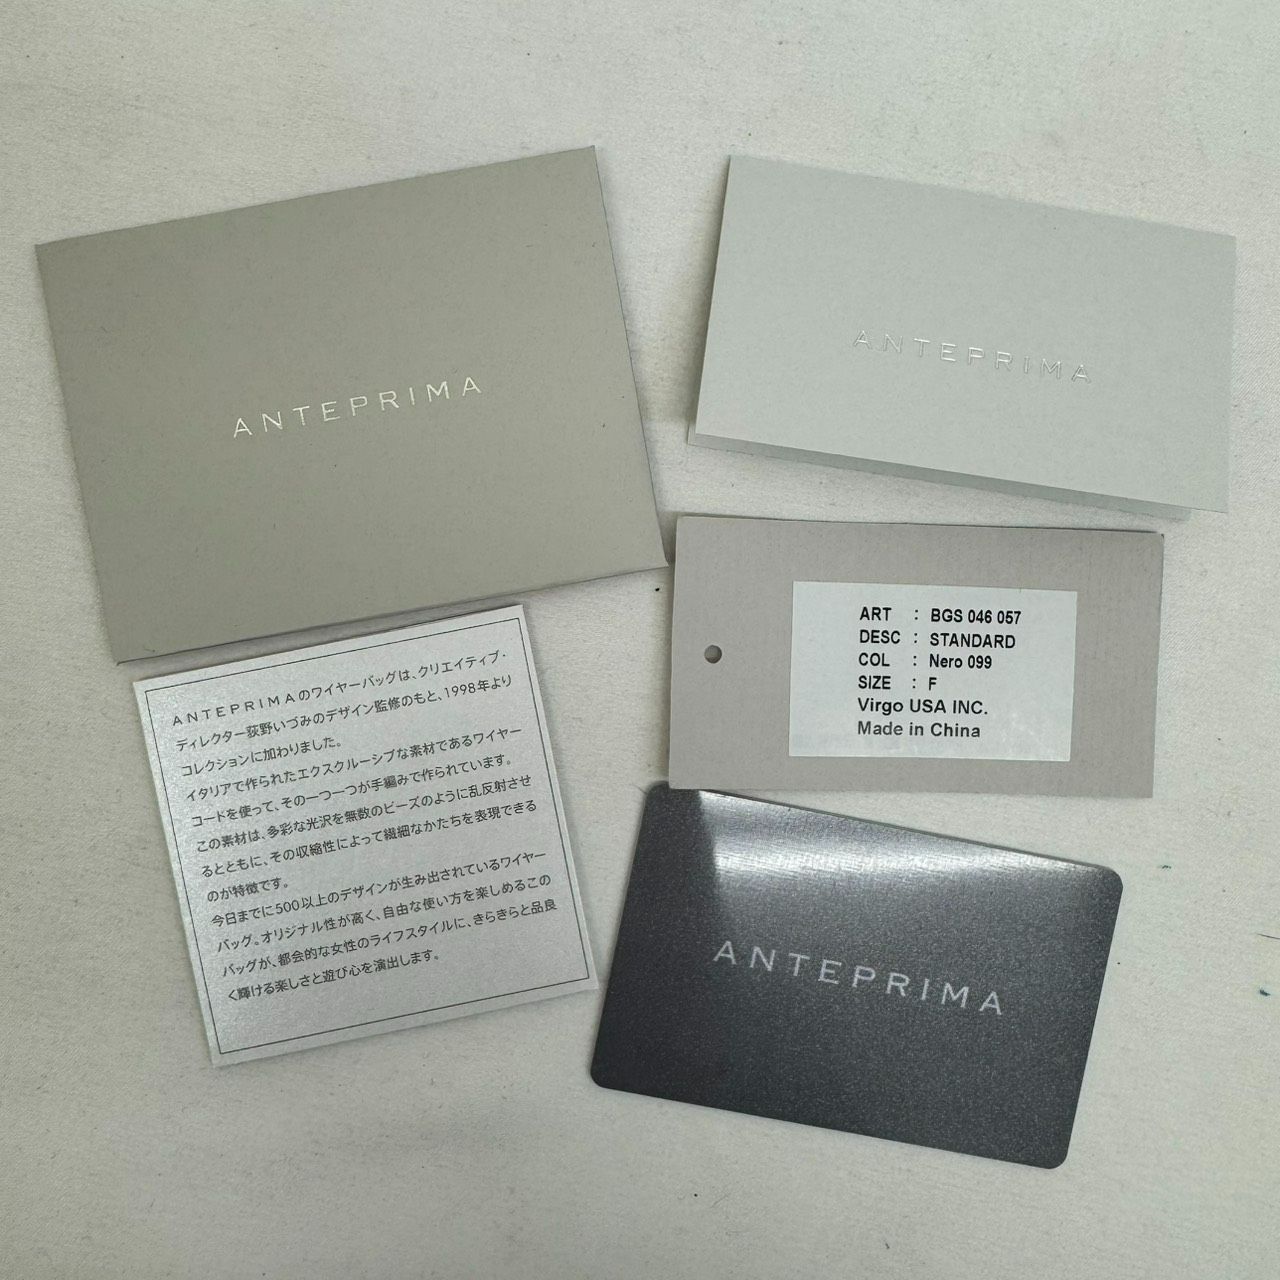 ANTEPRIMA
ANTEPRIMA
ART : BGS 046 057
DESC : STANDARD
COL : Nero 099
SIZE : F
Virgo USA INC.
Made in China
ANTEPRIMAのワイヤーバッグは、クリエイティブ・
ディレクター荻野いづみのデザイン監修のもと、1998年より
コレクションに加わりました。
イタリアで作られたエクスクルーシブな素材であるワイヤー
コードを使って、その一つ一つが手編みで作られています。
この素材は、多彩な光沢を無数のビーズのように乱反射させ
るとともに、その収縮性によって繊細なかたちを表現できる
のが特徴です。
今日までに500以上のデザインが生み出されているワイヤー
バッグ。オリジナル性が高く、自由な使い方を楽しめるこの
バッグが、都会的な女性のライフスタイルに、きらきらと品良
く輝ける楽しさと遊び心を演出します。
ANTEPRIMA